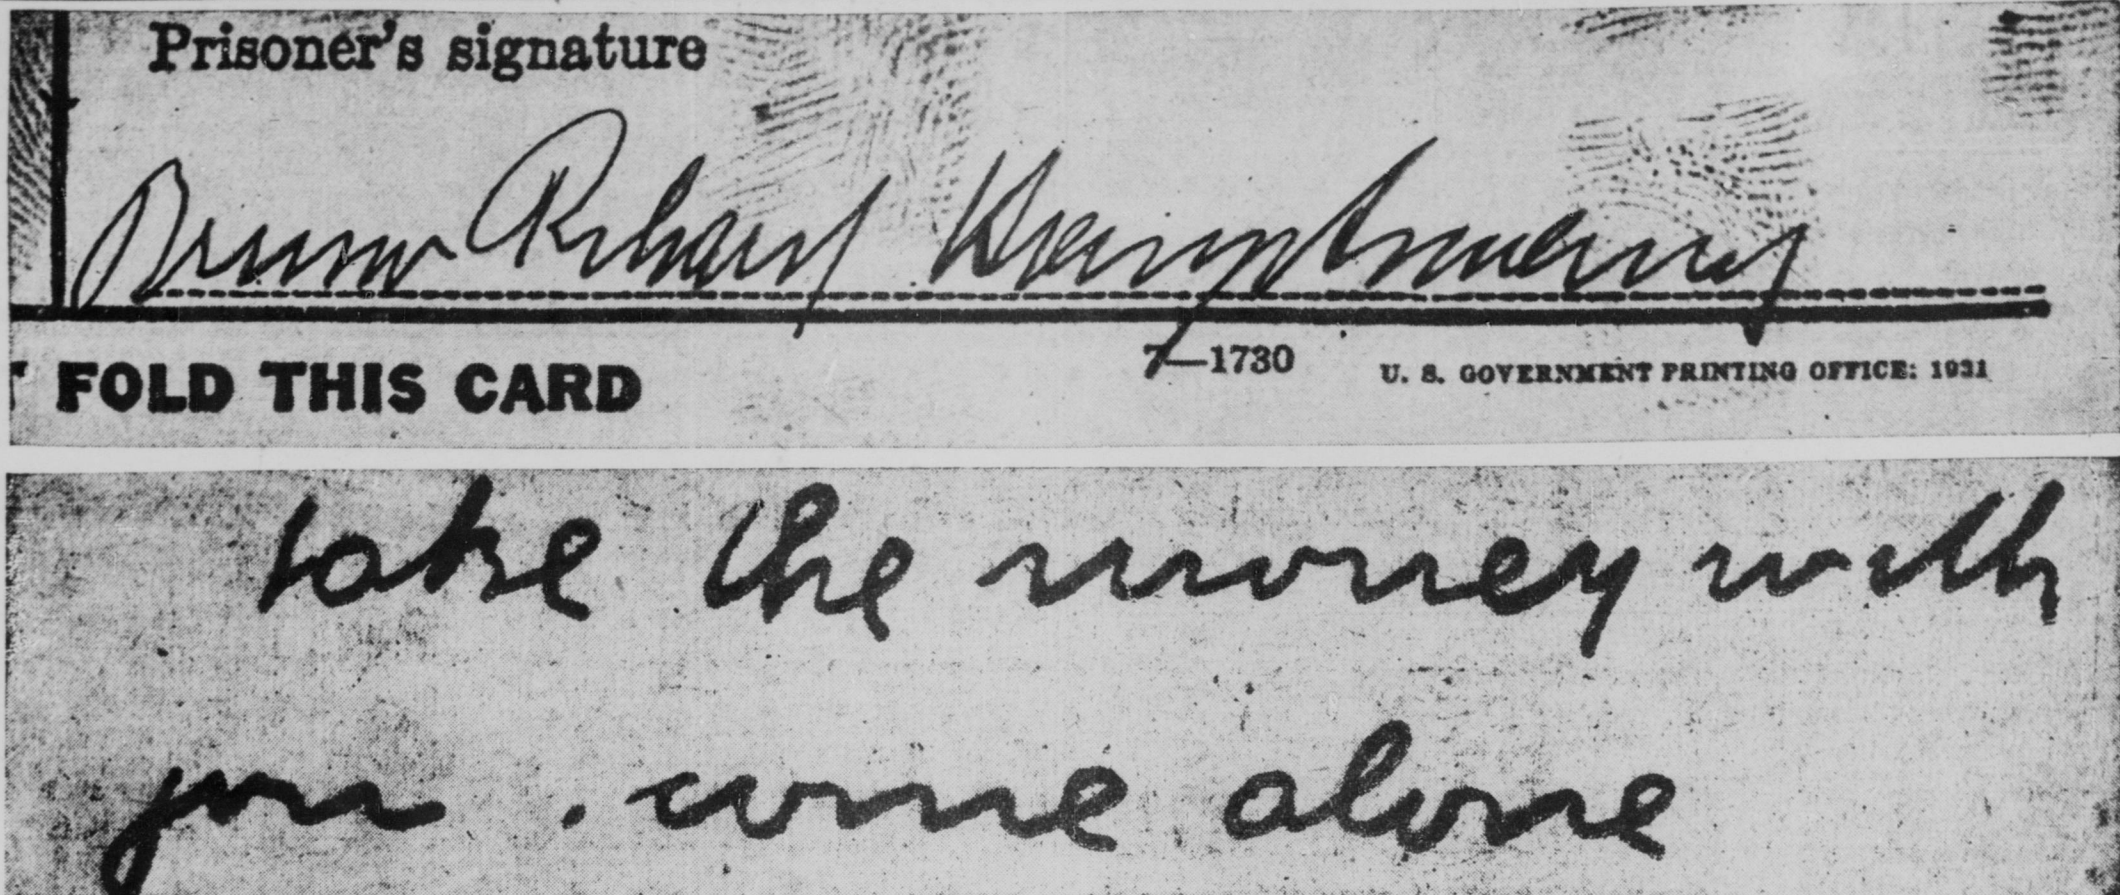 Prisoner's signature
Bruno Richard Hauptmann
FOLD THIS CARD
7—1730
U. S. GOVERNMENT PRINTING OFFICE: 1931
take the money with
you . come alone